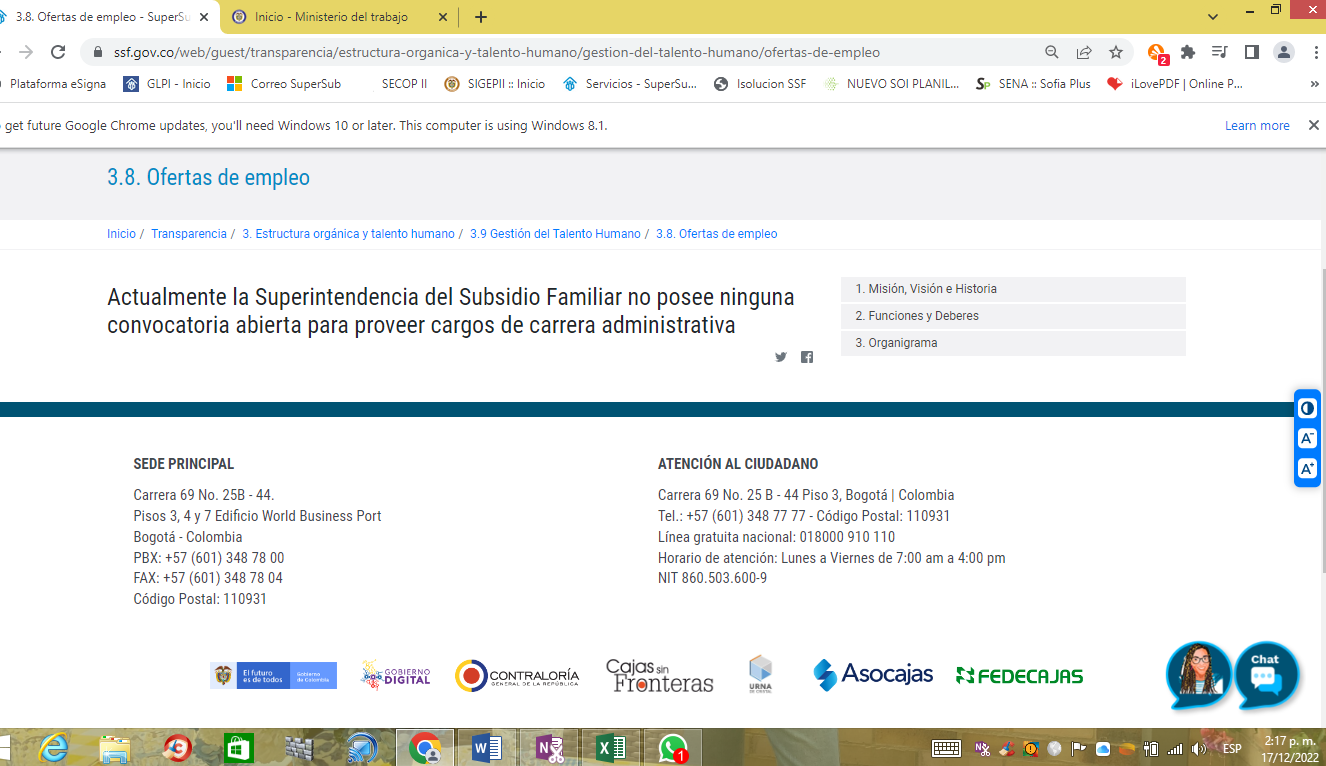 3.8. Ofertas de empleo - SuperSu
Inicio - Ministerio del trabajo
ssf.gov.co/web/guest/transparencia/estructura-organica-y-talento-humano/gestion-del-talento-humano/ofertas-de-empleo
2
Plataforma eSigna
GLPI - Inicio
Correo SuperSub
SECOP II
SIGEPII :: Inicio
Servicios - SuperSu...
Isolucion SSF
NUEVO SOI PLANIL...
SENA :: Sofia Plus
iLovePDF | Online P...
get future Google Chrome updates, you'll need Windows 10 or later. This computer is using Windows 8.1.
Learn more
3.8. Ofertas de empleo
Inicio / Transparencia / 3. Estructura orgánica y talento humano / 3.9 Gestión del Talento Humano / 3.8. Ofertas de empleo
Actualmente la Superintendencia del Subsidio Familiar no posee ninguna
convocatoria abierta para proveer cargos de carrera administrativa
1. Misión, Visión e Historia
2. Funciones y Deberes
3. Organigrama
A-
A+
SEDE PRINCIPAL
Carrera 69 No. 25B - 44.
Pisos 3, 4 y 7 Edificio World Business Port
Bogotá - Colombia
PBX: +57 (601) 348 78 00
FAX: +57 (601) 348 78 04
Código Postal: 110931
ATENCIÓN AL CIUDADANO
Carrera 69 No. 25 B - 44 Piso 3, Bogotá | Colombia
Tel.: +57 (601) 348 77 77 - Código Postal: 110931
Línea gratuita nacional: 018000 910 110
Horario de atención: Lunes a Viernes de 7:00 am a 4:00 pm
NIT 860.503.600-9
El futuro
es de todos
Gobierno
de Colombia
GOBIERNO
DIGITAL
CONTRALORÍA
GENERAL DE LA REPÚBLICA
Cajas sin
Fronteras
URNA
DE CRISTAL
Asocajas
FEDECAJAS
Chat
1
ESP
2:17 p. m.
17/12/2022